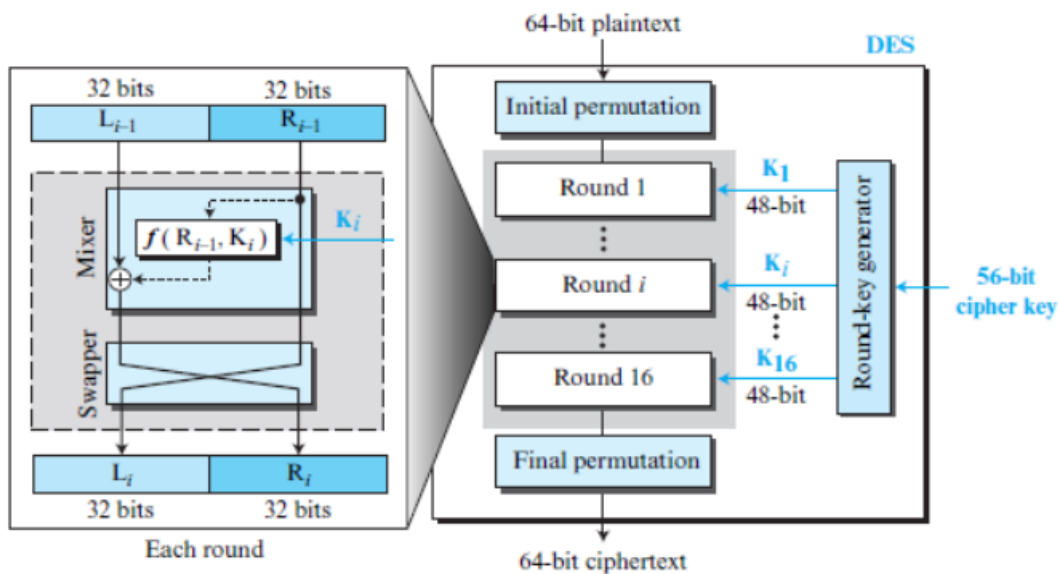 64-bit plaintext
DES
32 bits 32 bits
L_{i–1} R_{i–1}
Mixer
f( R_{i–1}, K_i )
K_i
Swapper
L_i R_i
32 bits 32 bits
Each round
Initial permutation
Round 1
K_1
48-bit
Round i
K_i
48-bit
Round 16
K_16
48-bit
Round-key generator
56-bit
cipher key
Final permutation
64-bit ciphertext